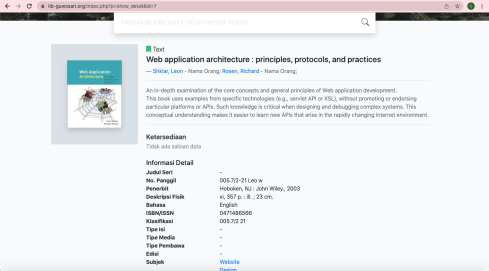 lib-gunosari.org/index.php?p=show_detail&id=7
Text
Web application architecture : principles, protocols, and practices
Shklar, Leon - Nama Orang; Rosen, Richard - Nama Orang;
An in-depth examination of the core concepts and general principles of Web application development.
This book uses examples from specific technologies (e.g., servlet API or XSL), without promoting or endorsing
particular platforms or APIs. Such knowledge is critical when designing and debugging complex systems. This
conceptual understanding makes it easier to learn new APIs that arise in the rapidly changing Internet environment.
Web Application
Architecture
Ketersediaan
Tidak ada salinan data
Informasi Detail
Judul Seri -
No. Panggil 005.7/2-21 Leo w
Penerbit Hoboken, NJ : John Wiley., 2003
Deskripsi Fisik xi, 357 p. : ill. ; 23 cm.
Bahasa English
ISBN/ISSN 0471486566
Klasifikasi 005.7/2 21
Tipe Isi -
Tipe Media -
Tipe Pembawa -
Edisi -
Subjek Website
Design